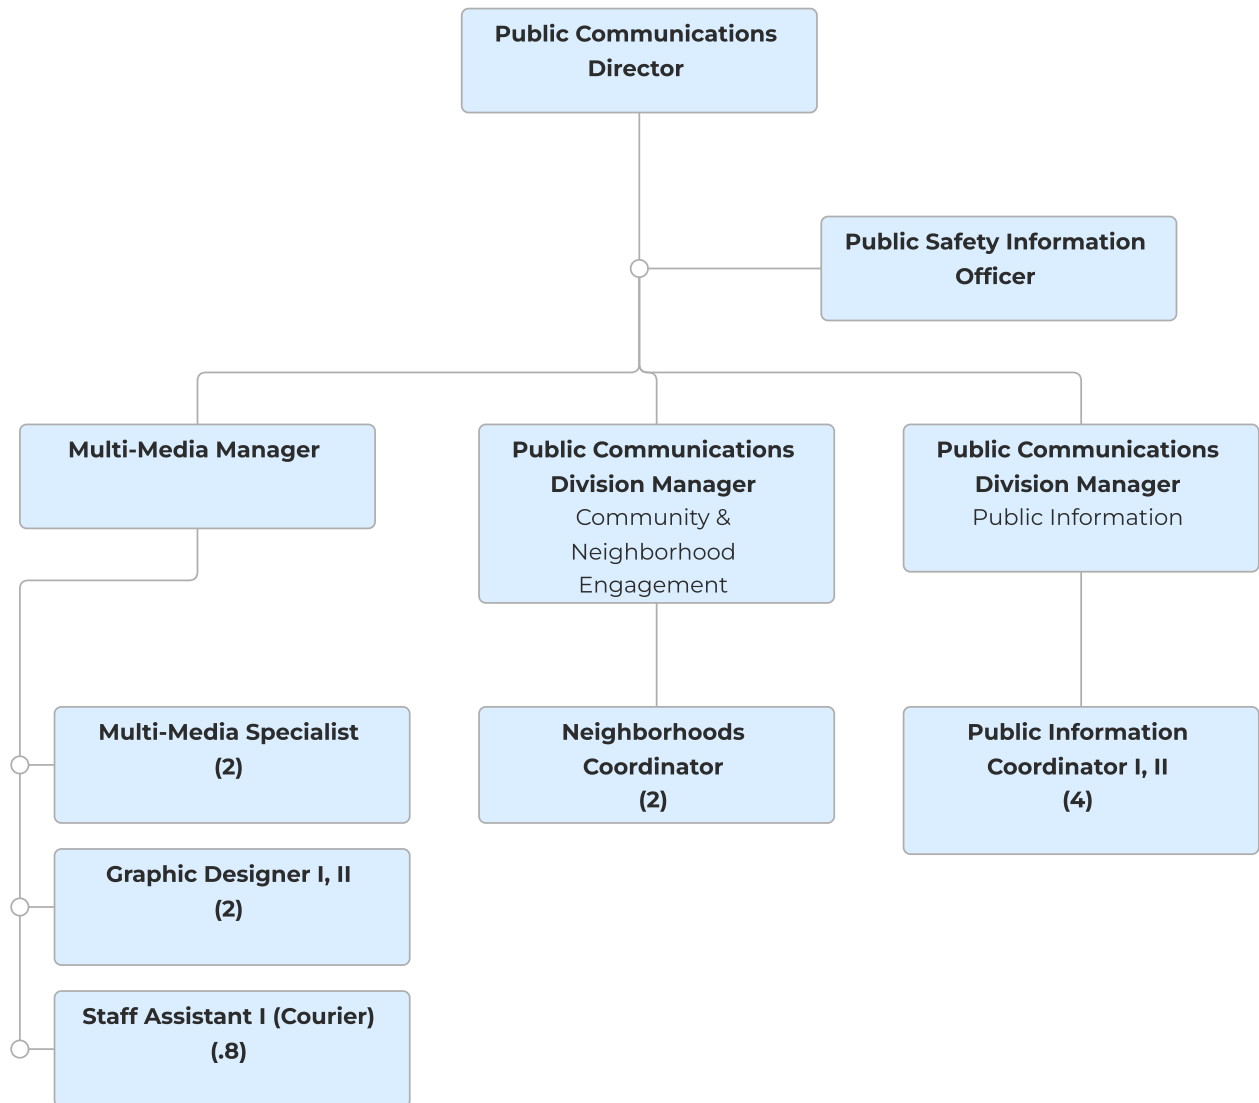 Public Communications
Director
Public Safety Information
Officer
Multi-Media Manager
Public Communications
Division Manager
Community &
Neighborhood
Engagement
Public Communications
Division Manager
Public Information
Multi-Media Specialist
(2)
Neighborhoods
Coordinator
(2)
Public Information
Coordinator I, II
(4)
Graphic Designer I, II
(2)
Staff Assistant I (Courier)
(.8)